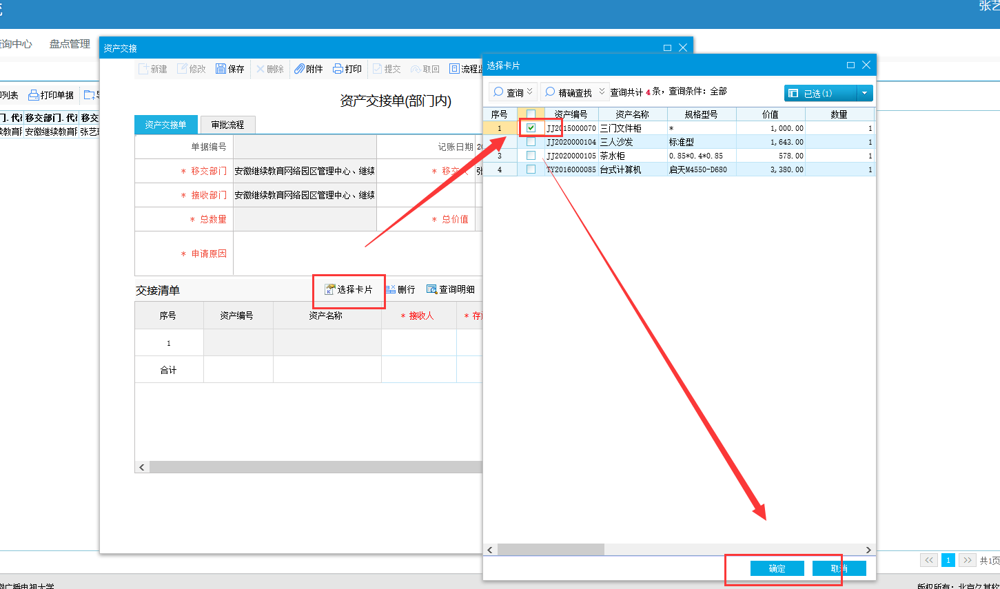 张艺
询中心 盘点管理
列表 打印单据
移交部门.代 移交
教育 安徽继续教育 张艺
资产交接
新建 修改 保存 删除 附件 打印 提交 取回 流程
资产交接单(部门内)
资产交接单 审批流程
单据编号 记账日期 20
* 移交部门 安徽继续教育网络园区管理中心、继续 * 移交
* 接收部门 安徽继续教育网络园区管理中心、继续
* 总数量 * 总价值
* 申请原因
交接清单 选择卡片 删行 查询明细
序号 资产编号 资产名称 * 接收人 * 存
1
合计
选择卡片
查询 精确查找 查询共计 4 条，查询条件：全部 已选(1)
序号 资产编号 资产名称 规格型号 价值 数量
1 JJ2015000070 三门文件柜 * 1,000.00 1
JJ2020000104 三人沙发 标准型 1,643.00 1
3 JJ2020000105 茶水柜 0.85*0.4*0.85 578.00 1
4 TY2016000085 台式计算机 启天M4550-D680 3,380.00 1
确定 取消
<< 1 >> 共1页
广播电视大学
版权所有：北京久其软